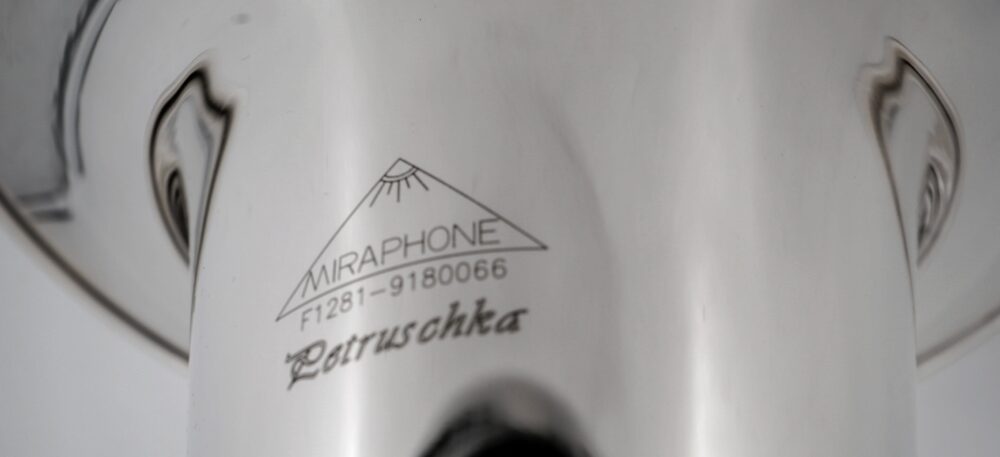 MIRAPHONE
F1281-9180066
Petruschka